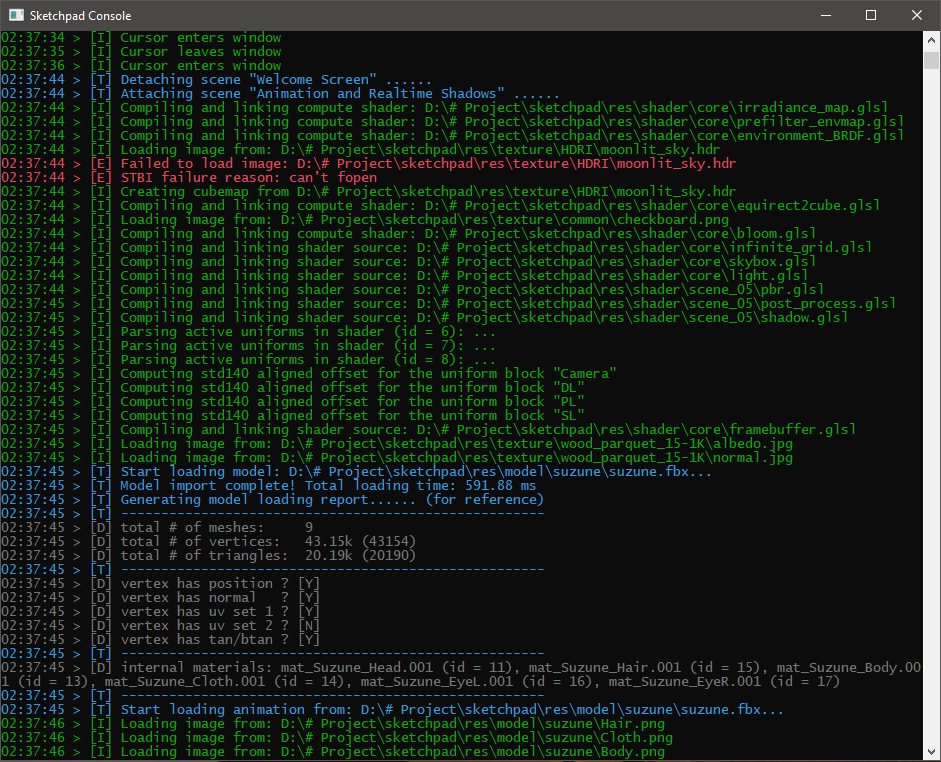 Sketchpad Console
02:37:34 > [I] Cursor enters window
02:37:35 > [I] Cursor leaves window
02:37:36 > [I] Cursor enters window
02:37:44 > [T] Detaching scene "Welcome Screen" ......
02:37:44 > [T] Attaching scene "Animation and Realtime Shadows" ......
02:37:44 > [I] Compiling and linking compute shader: D:\# Project\sketchpad\res\shader\core\irradiance_map.glsl
02:37:44 > [I] Compiling and linking compute shader: D:\# Project\sketchpad\res\shader\core\prefilter_envmap.glsl
02:37:44 > [I] Compiling and linking compute shader: D:\# Project\sketchpad\res\shader\core\environment_BRDF.glsl
02:37:44 > [I] Loading image from: D:\# Project\sketchpad\res\texture\HDRI\moonlit_sky.hdr
02:37:44 > [E] Failed to load image: D:\# Project\sketchpad\res\texture\HDRI\moonlit_sky.hdr
02:37:44 > [E] STBI failure reason: can't fopen
02:37:44 > [I] Creating cubemap from D:\# Project\sketchpad\res\texture\HDRI\moonlit_sky.hdr
02:37:44 > [I] Compiling and linking compute shader: D:\# Project\sketchpad\res\shader\core\equirect2cube.glsl
02:37:44 > [I] Loading image from: D:\# Project\sketchpad\res\texture\common\checkboard.png
02:37:44 > [I] Compiling and linking compute shader: D:\# Project\sketchpad\res\shader\core\bloom.glsl
02:37:44 > [I] Compiling and linking shader source: D:\# Project\sketchpad\res\shader\core\infinite_grid.glsl
02:37:44 > [I] Compiling and linking shader source: D:\# Project\sketchpad\res\shader\core\skybox.glsl
02:37:44 > [I] Compiling and linking shader source: D:\# Project\sketchpad\res\shader\core\light.glsl
02:37:44 > [I] Compiling and linking shader source: D:\# Project\sketchpad\res\shader\scene_05\pbr.glsl
02:37:45 > [I] Compiling and linking shader source: D:\# Project\sketchpad\res\shader\scene_05\post_process.glsl
02:37:45 > [I] Compiling and linking shader source: D:\# Project\sketchpad\res\shader\scene_05\shadow.glsl
02:37:45 > [I] Parsing active uniforms in shader (id = 6): ...
02:37:45 > [I] Parsing active uniforms in shader (id = 7): ...
02:37:45 > [I] Parsing active uniforms in shader (id = 8): ...
02:37:45 > [I] Computing std140 aligned offset for the uniform block "Camera"
02:37:45 > [I] Computing std140 aligned offset for the uniform block "DL"
02:37:45 > [I] Computing std140 aligned offset for the uniform block "PL"
02:37:45 > [I] Computing std140 aligned offset for the uniform block "SL"
02:37:45 > [I] Compiling and linking shader source: D:\# Project\sketchpad\res\shader\core\framebuffer.glsl
02:37:45 > [I] Loading image from: D:\# Project\sketchpad\res\texture\wood_parquet_15-1K\albedo.jpg
02:37:45 > [I] Loading image from: D:\# Project\sketchpad\res\texture\wood_parquet_15-1K\normal.jpg
02:37:45 > [T] Start loading model: D:\# Project\sketchpad\res\model\suzune\suzune.fbx...
02:37:45 > [T] Model import complete! Total loading time: 591.88 ms
02:37:45 > [T] Generating model loading report...... (for reference)
02:37:45 > [T] -----------------------------------------------------
02:37:45 > [D] total # of meshes:     9
02:37:45 > [D] total # of vertices:   43.15k (43154)
02:37:45 > [D] total # of triangles:  20.19k (20190)
02:37:45 > [T] -----------------------------------------------------
02:37:45 > [D] vertex has position ? [Y]
02:37:45 > [D] vertex has normal   ? [Y]
02:37:45 > [D] vertex has uv set 1 ? [Y]
02:37:45 > [D] vertex has uv set 2 ? [N]
02:37:45 > [D] vertex has tan/btan ? [Y]
02:37:45 > [T] -----------------------------------------------------
02:37:45 > [D] internal materials: mat_Suzune_Head.001 (id = 11), mat_Suzune_Hair.001 (id = 15), mat_Suzune_Body.00
1 (id = 13), mat_Suzune_Cloth.001 (id = 14), mat_Suzune_EyeL.001 (id = 16), mat_Suzune_EyeR.001 (id = 17)
02:37:45 > [T] -----------------------------------------------------
02:37:45 > [T] Start loading animation from: D:\# Project\sketchpad\res\model\suzune\suzune.fbx...
02:37:46 > [I] Loading image from: D:\# Project\sketchpad\res\model\suzune\Hair.png
02:37:46 > [I] Loading image from: D:\# Project\sketchpad\res\model\suzune\Cloth.png
02:37:46 > [I] Loading image from: D:\# Project\sketchpad\res\model\suzune\Body.png